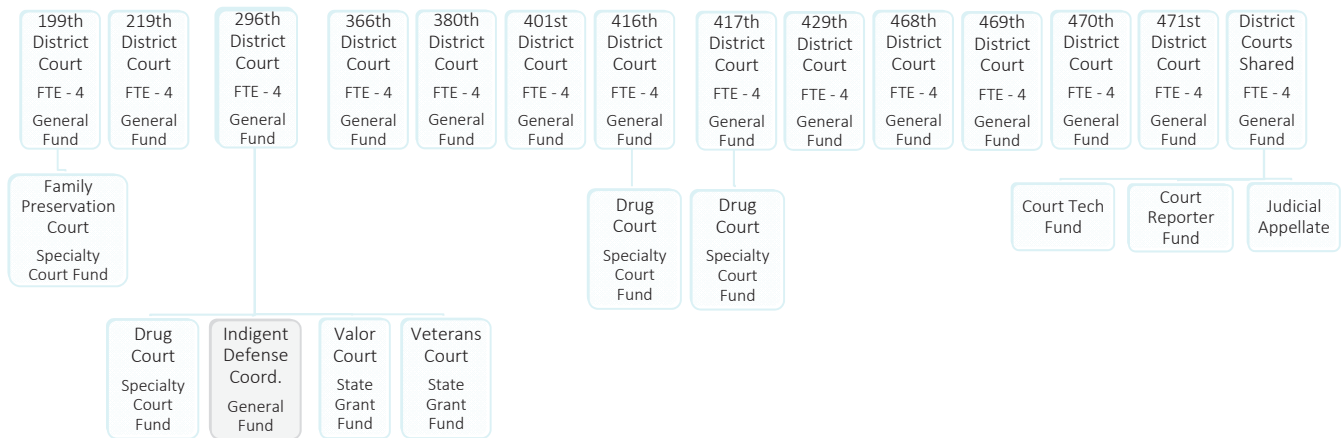 199th
District
Court
FTE - 4
General
Fund
219th
District
Court
FTE - 4
General
Fund
296th
District
Court
FTE - 4
General
Fund
366th
District
Court
FTE - 4
General
Fund
380th
District
Court
FTE - 4
General
Fund
401st
District
Court
FTE - 4
General
Fund
416th
District
Court
FTE - 4
General
Fund
417th
District
Court
FTE - 4
General
Fund
429th
District
Court
FTE - 4
General
Fund
468th
District
Court
FTE - 4
General
Fund
469th
District
Court
FTE - 4
General
Fund
470th
District
Court
FTE - 4
General
Fund
471st
District
Court
FTE - 4
General
Fund
District
Courts
Shared
FTE - 4
General
Fund
Family
Preservation
Court
Specialty
Court Fund
Drug
Court
Specialty
Court
Fund
Drug
Court
Specialty
Court
Fund
Court Tech
Fund
Court
Reporter
Fund
Judicial
Appellate
Drug
Court
Specialty
Court
Fund
Indigent
Defense
Coord.
General
Fund
Valor
Court
State
Grant
Fund
Veterans
Court
State
Grant
Fund